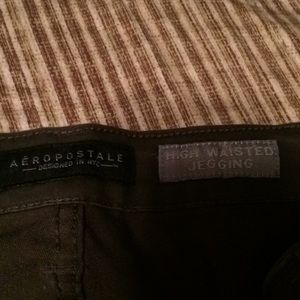 AÉROPOSTALE
DESIGNED IN NYC
HIGH WAISTED
JEGGING